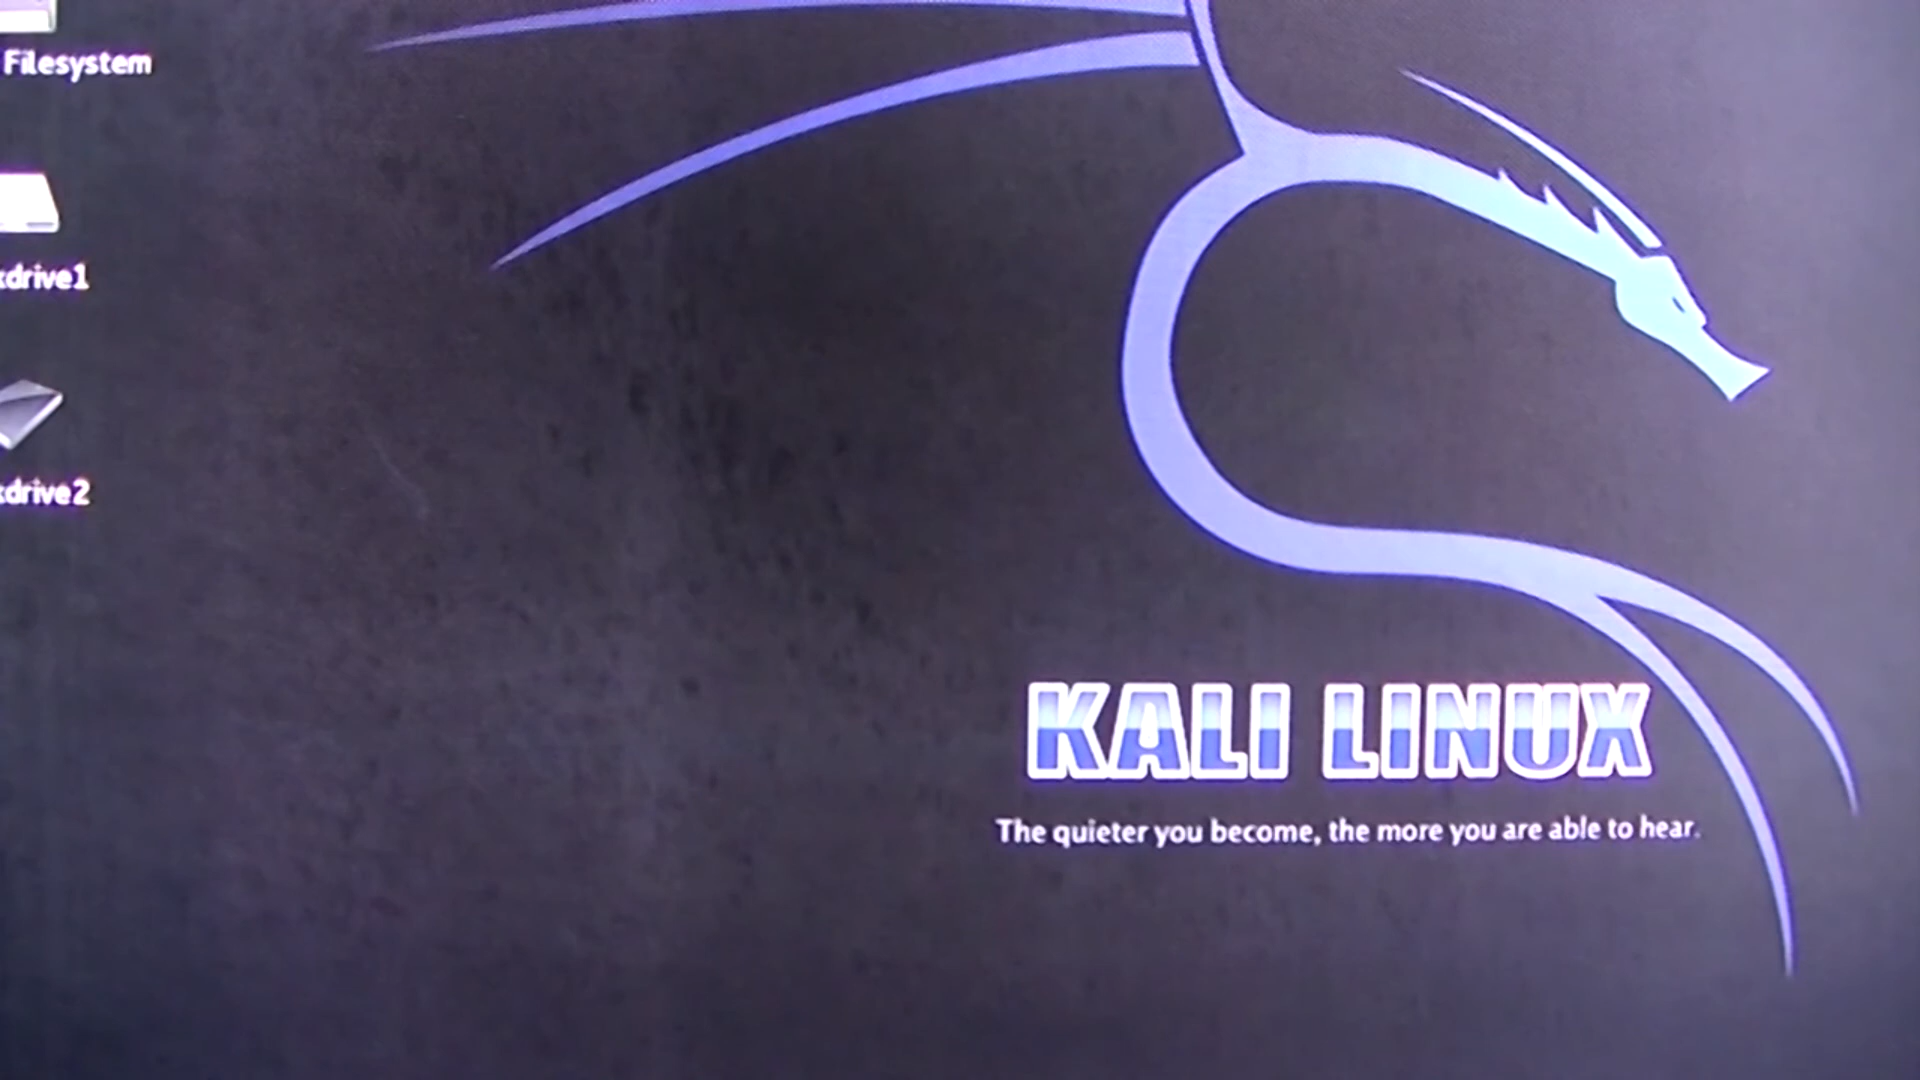 Filesystem
drive1
drive2
KALI LINUX
The quieter you become, the more you are able to hear.